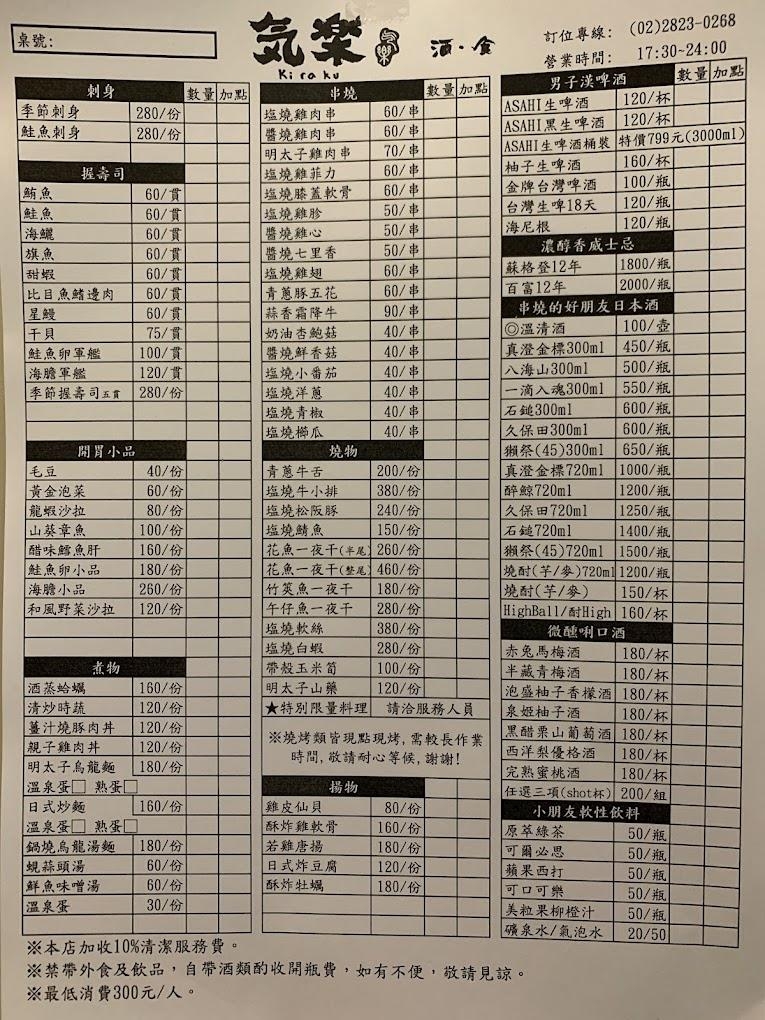 桌號:
気樂 酒・食
Kiraku
訂位專線: (02)2823-0268
營業時間: 17:30~24:00
刺身 數量 加點
季節刺身 280/份
鮭魚刺身 280/份
握壽司
鮪魚 60/貫
鮭魚 60/貫
海鱺 60/貫
旗魚 60/貫
甜蝦 60/貫
比目魚鰭邊肉 60/貫
星鰻 60/貫
干貝 75/貫
鮭魚卵軍艦 100/貫
海膽軍艦 120/貫
季節握壽司五貫 280/份
開胃小品
毛豆 40/份
黃金泡菜 60/份
龍蝦沙拉 80/份
山葵章魚 100/份
醋味鱈魚肝 160/份
鮭魚卵小品 180/份
海膽小品 260/份
和風野菜沙拉 120/份
煮物
酒蒸蛤蠣 160/份
清炒時蔬 120/份
薑汁燒豚肉丼 120/份
親子雞肉丼 120/份
明太子烏龍麵 180/份
溫泉蛋□ 熟蛋□
日式炒麵 160/份
溫泉蛋□ 熟蛋□
鍋燒烏龍湯麵 180/份
蜆蒜頭湯 60/份
鮮魚味噌湯 60/份
溫泉蛋 30/份
串燒 數量 加點
塩燒雞肉串 60/串
醬燒雞肉串 60/串
明太子雞肉串 70/串
塩燒雞菲力 60/串
塩燒膝蓋軟骨 60/串
塩燒雞胗 50/串
醬燒雞心 50/串
醬燒七里香 50/串
塩燒雞翅 60/串
青蔥豚五花 60/串
蒜香霜降牛 90/串
奶油杏鮑菇 40/串
醬燒鮮香菇 40/串
塩燒小番茄 40/串
塩燒洋蔥 40/串
塩燒青椒 40/串
塩燒櫛瓜 40/串
燒物
青蔥牛舌 200/份
塩燒牛小排 380/份
塩燒松阪豚 240/份
塩燒鯖魚 150/份
花魚一夜干(半尾) 260/份
花魚一夜干(整尾) 460/份
竹筴魚一夜干 180/份
午仔魚一夜干 280/份
塩燒軟絲 380/份
塩燒白蝦 280/份
帶殼玉米筍 100/份
明太子山藥 120/份
★特別限量料理 請洽服務人員
※燒烤類皆現點現烤,需較長作業
時間,敬請耐心等候,謝謝!
揚物
雞皮仙貝 80/份
酥炸雞軟骨 160/份
若雞唐揚 180/份
日式炸豆腐 120/份
酥炸牡蠣 180/份
男子漢啤酒 數量 加點
ASAHI生啤酒 120/杯
ASAHI黑生啤酒 120/杯
ASAHI生啤酒桶裝 特價799元(3000ml)
柚子生啤酒 160/杯
金牌台灣啤酒 100/瓶
台灣生啤18天 120/瓶
海尼根 120/瓶
濃醇香威士忌
蘇格登12年 1800/瓶
百富12年 2000/瓶
串燒的好朋友日本酒
◎溫清酒 100/壺
真澄金標300ml 450/瓶
八海山300ml 500/瓶
一滴入魂300ml 550/瓶
石鎚300ml 600/瓶
久保田300ml 600/瓶
獺祭(45)300ml 650/瓶
真澄金標720ml 1000/瓶
醉鯨720ml 1200/瓶
久保田720ml 1250/瓶
石鎚720ml 1400/瓶
獺祭(45)720ml 1500/瓶
燒酎(芋/麥)720ml 1200/瓶
燒酎(芋/麥) 150/杯
HighBall/酎High 160/杯
微醺唎口酒
赤兔馬梅酒 180/杯
半藏青梅酒 180/杯
泡盛柚子香檬酒 180/杯
泉姬柚子酒 180/杯
黑醋栗山葡萄酒 180/杯
西洋梨優格酒 180/杯
完熟蜜桃酒 180/杯
任選三項(shot杯) 200/組
小朋友軟性飲料
原萃綠茶 50/瓶
可爾必思 50/瓶
蘋果西打 50/瓶
可口可樂 50/瓶
美粒果柳橙汁 50/瓶
礦泉水/氣泡水 20/50
※本店加收10%清潔服務費。
※禁帶外食及飲品,自帶酒類酌收開瓶費,如有不便,敬請見諒。
※最低消費300元/人。